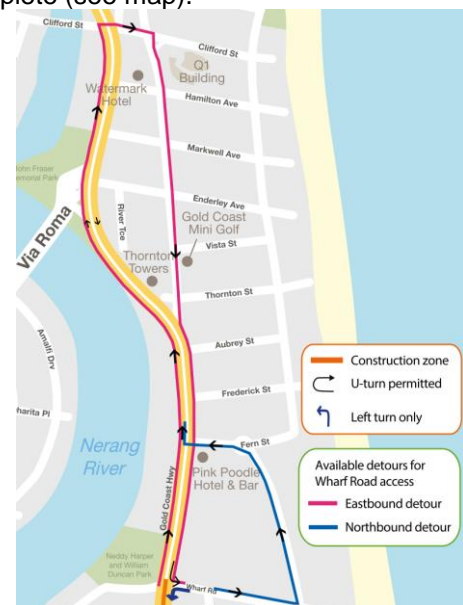 plete (see map).
Clifford St
Clifford St
Q1
Building
Watermark
Hotel
Hamilton Ave
Markwell Ave
John Fraser
Memorial Park
Enderley Ave
River Tce
Gold Coast
Mini Golf
Via Roma
Vista St
Thornton
Towers
Thornton St
Amalfi Drv
Aubrey St
Construction zone
U-turn permitted
Left turn only
Frederick St
harita Pl
Fern St
Nerang
River
Pink Poodle
Hotel & Bar
Available detours for
Wharf Road access
Eastbound detour
Northbound detour
Gold Coast Hwy
Neddy Harper
and William
Duncan Park
Wharf Rd